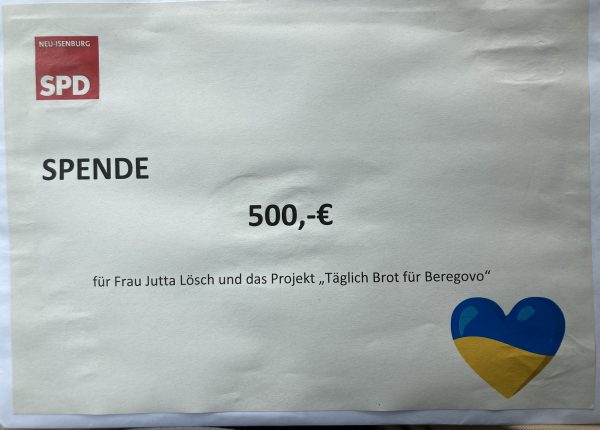 NEU-ISENBURG
SPD
SPENDE
500,-€
für Frau Jutta Lösch und das Projekt „Täglich Brot für Beregovo“